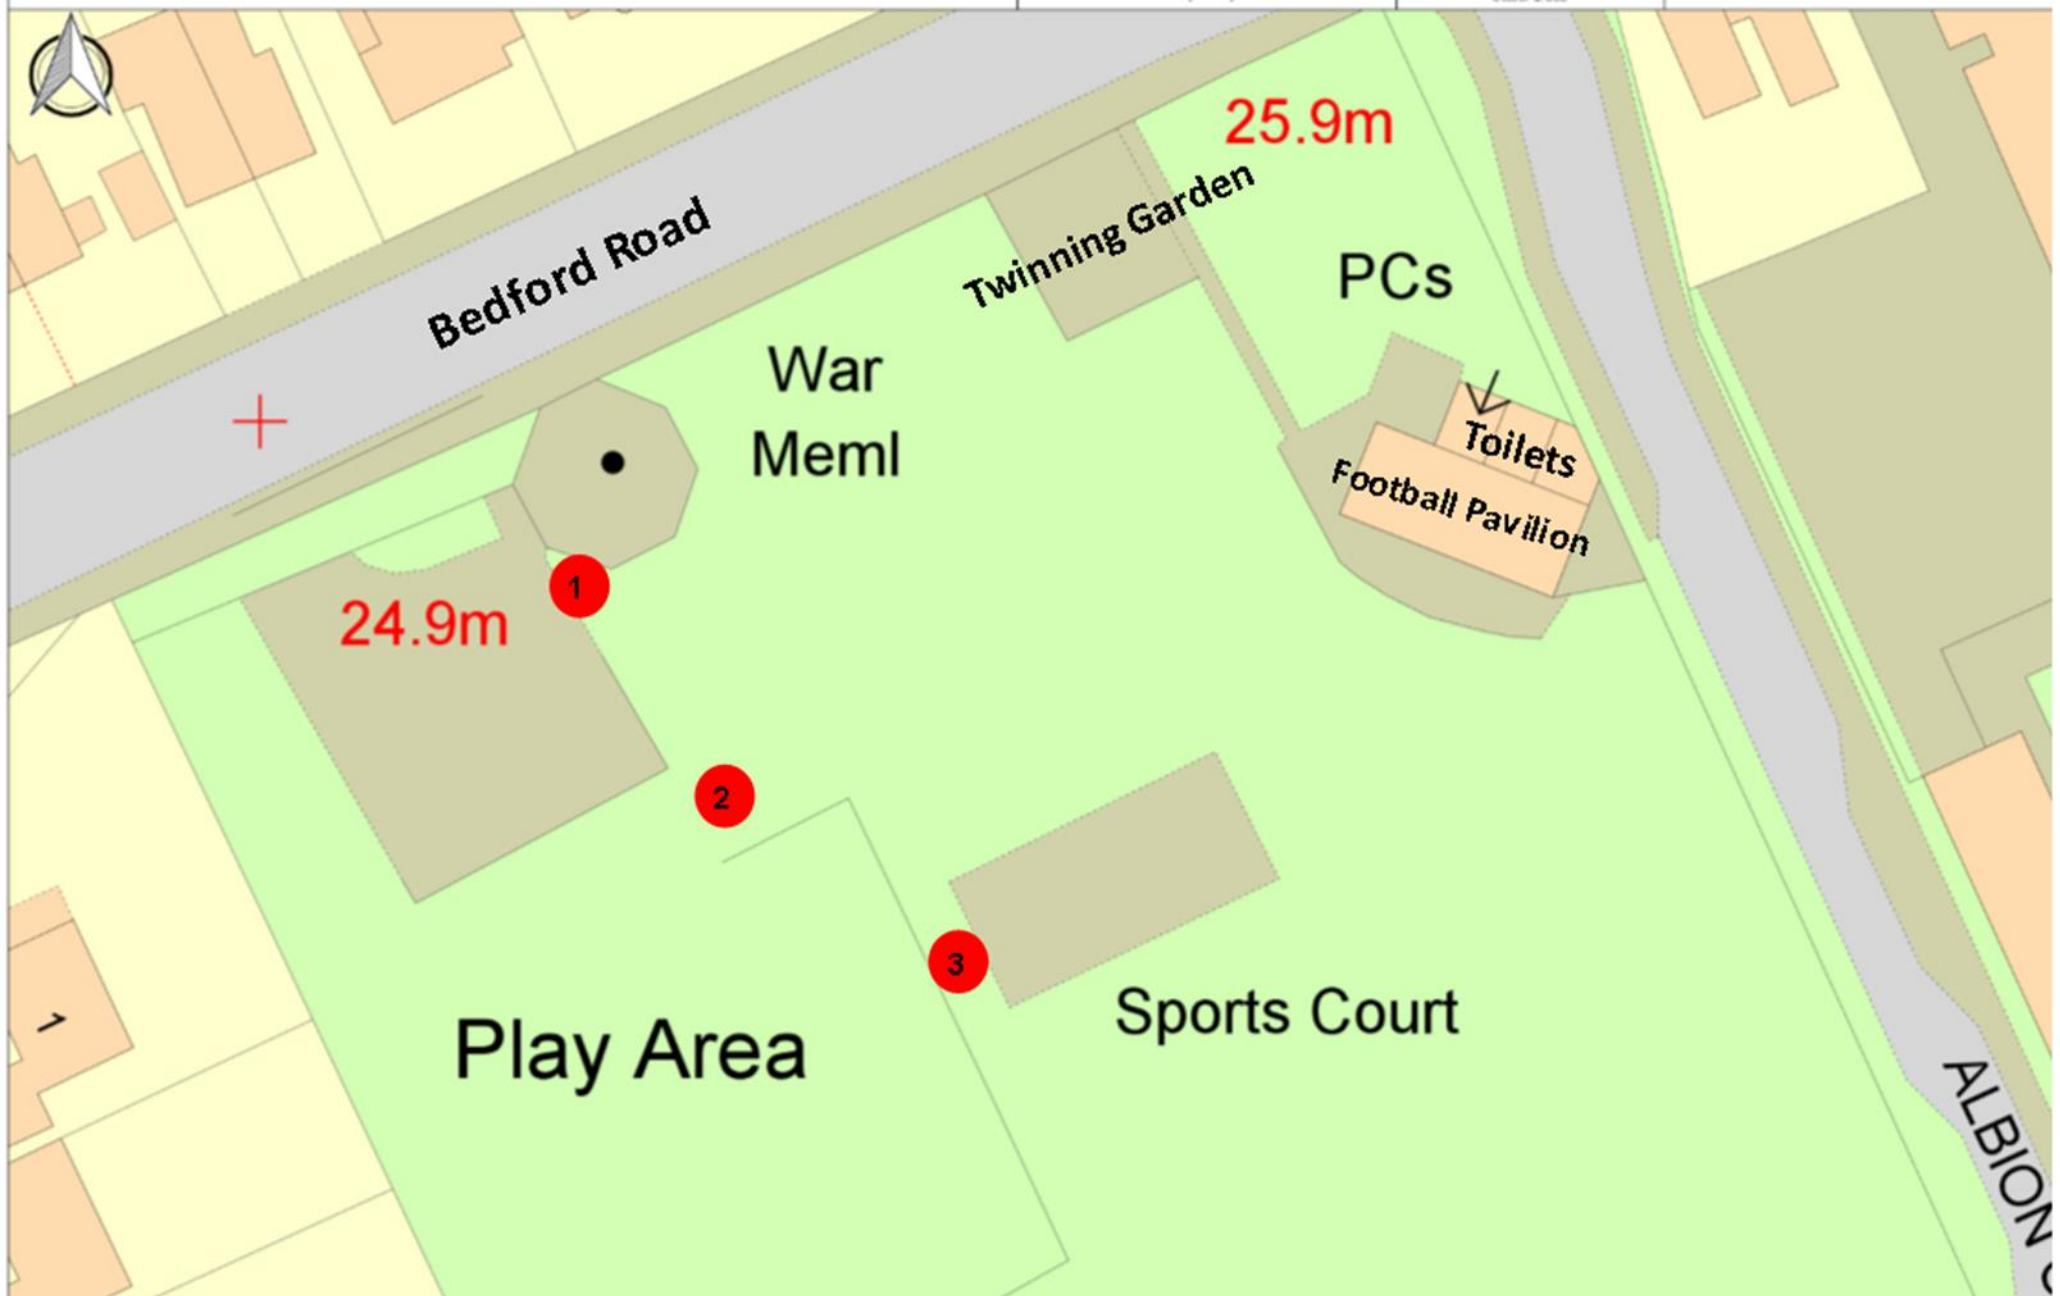 25.9m
Bedford Road
Twinning Garden
PCs
War
Meml
Toilets
Football Pavilion
1
24.9m
2
3
Sports Court
1
Play Area
ALBION